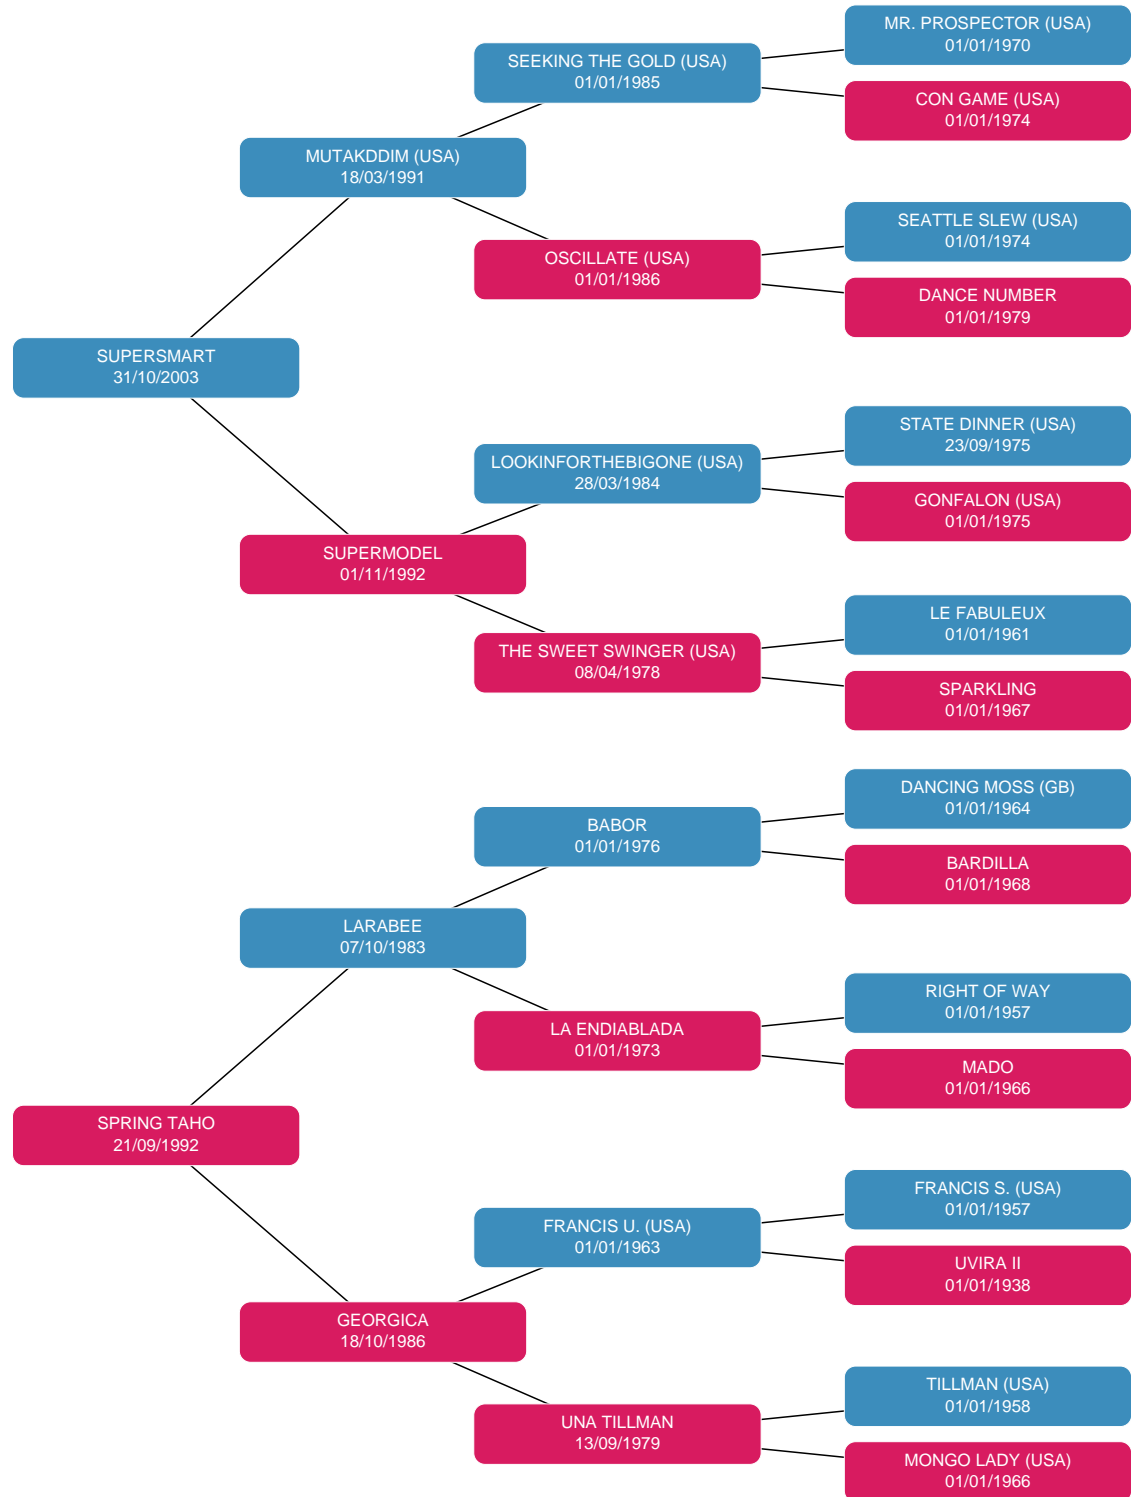 MR. PROSPECTOR (USA)
01/01/1970
SEEKING THE GOLD (USA)
01/01/1985
CON GAME (USA)
01/01/1974
MUTAKDDIM (USA)
18/03/1991
SEATTLE SLEW (USA)
01/01/1974
OSCILLATE (USA)
01/01/1986
DANCE NUMBER
01/01/1979
SUPERSMART
31/10/2003
STATE DINNER (USA)
23/09/1975
LOOKINFORTHEBIGONE (USA)
28/03/1984
GONFALON (USA)
01/01/1975
SUPERMODEL
01/11/1992
LE FABULEUX
01/01/1961
THE SWEET SWINGER (USA)
08/04/1978
SPARKLING
01/01/1967
DANCING MOSS (GB)
01/01/1964
BABOR
01/01/1976
BARDILLA
01/01/1968
LARABEE
07/10/1983
RIGHT OF WAY
01/01/1957
LA ENDIABLADA
01/01/1973
MADO
01/01/1966
SPRING TAHO
21/09/1992
FRANCIS S. (USA)
01/01/1957
FRANCIS U. (USA)
01/01/1963
UVIRA II
01/01/1938
GEORGICA
18/10/1986
TILLMAN (USA)
01/01/1958
UNA TILLMAN
13/09/1979
MONGO LADY (USA)
01/01/1966